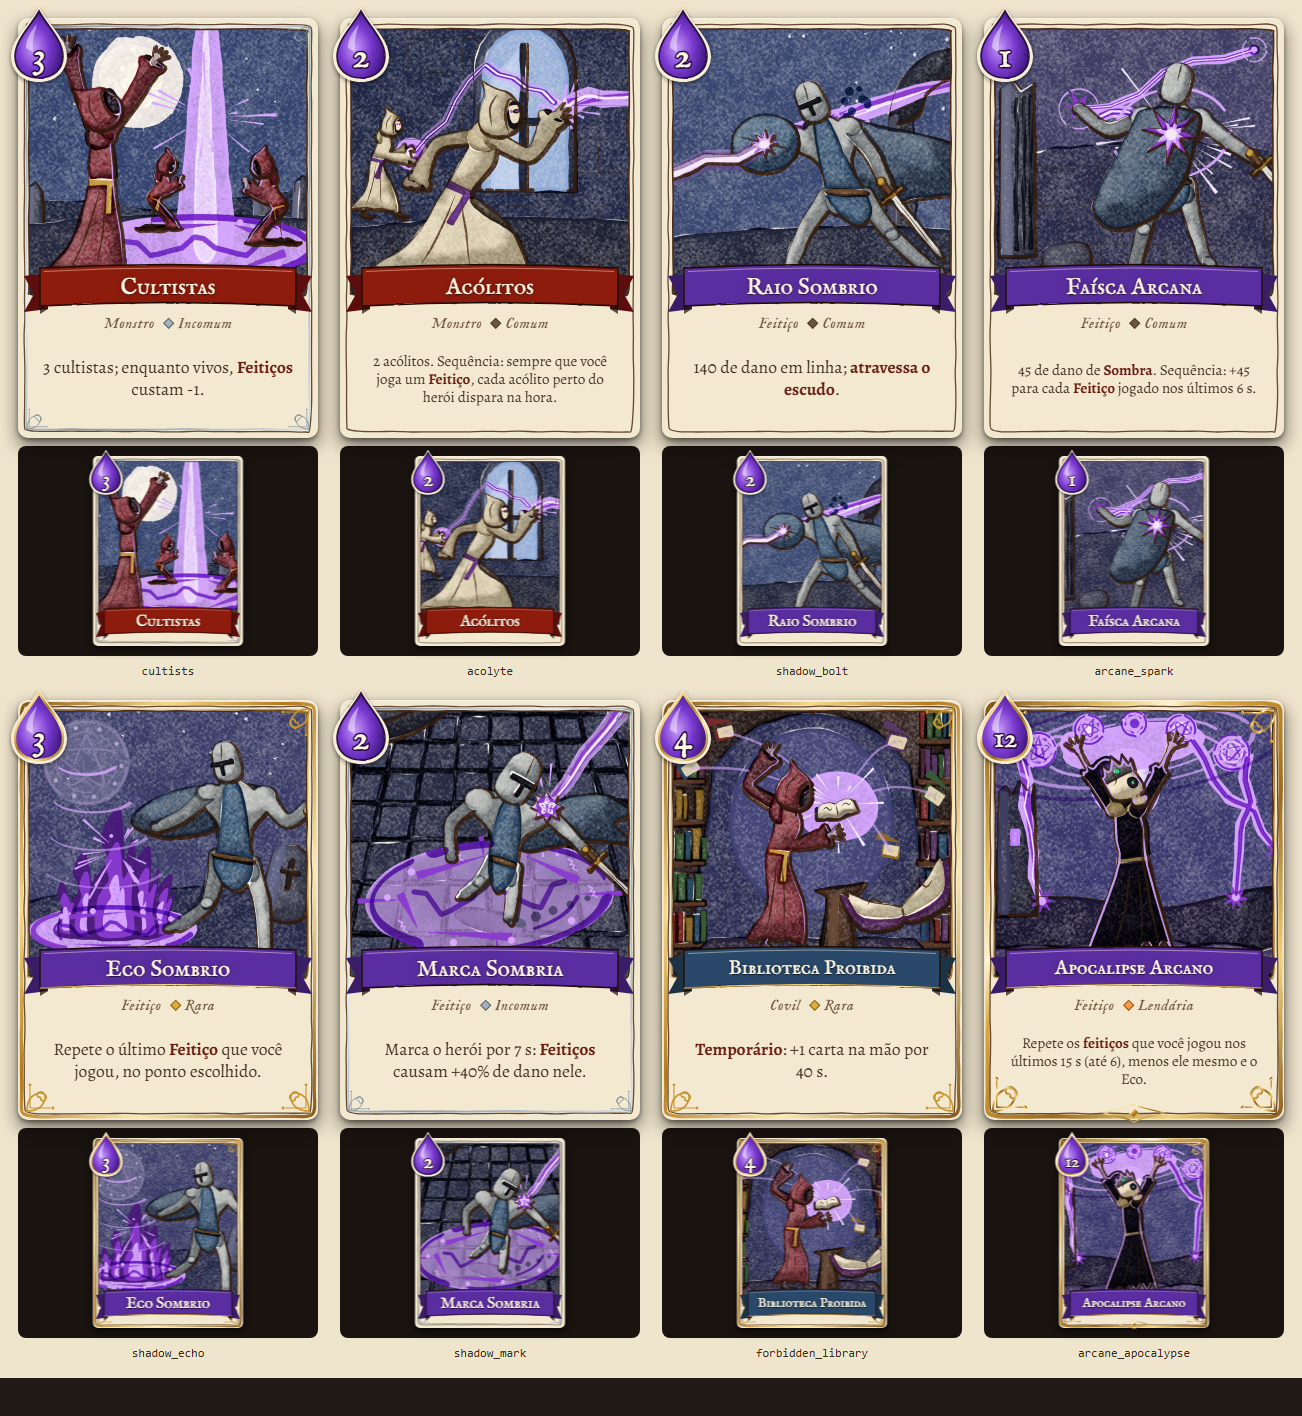 3
2
2
1
Cultistas
Acólitos
Raio Sombrio
Faísca Arcana
Monstro Incomum
Monstro Comum
Feitiço Comum
Feitiço Comum
3 cultistas; enquanto vivos, Feitiços
custam -1.
2 acólitos. Sequência: sempre que você
joga um Feitiço, cada acólito perto do
herói dispara na hora.
140 de dano em linha; atravessa o
escudo.
45 de dano de Sombra. Sequência: +45
para cada Feitiço jogado nos últimos 6 s.
3
2
2
1
Cultistas
Acólitos
Raio Sombrio
Faísca Arcana
cultists
acolyte
shadow_bolt
arcane_spark
3
2
4
12
Eco Sombrio
Marca Sombria
Biblioteca Proibida
Apocalipse Arcano
Feitiço Rara
Feitiço Incomum
Covil Rara
Feitiço Lendária
Repete o último Feitiço que você
jogou, no ponto escolhido.
Marca o herói por 7 s: Feitiços
causam +40% de dano nele.
Temporário: +1 carta na mão por
40 s.
Repete os feitiços que você jogou nos
últimos 15 s (até 6), menos ele mesmo e o
Eco.
3
2
4
12
Eco Sombrio
Marca Sombria
Biblioteca Proibida
Apocalipse Arcano
shadow_echo
shadow_mark
forbidden_library
arcane_apocalypse